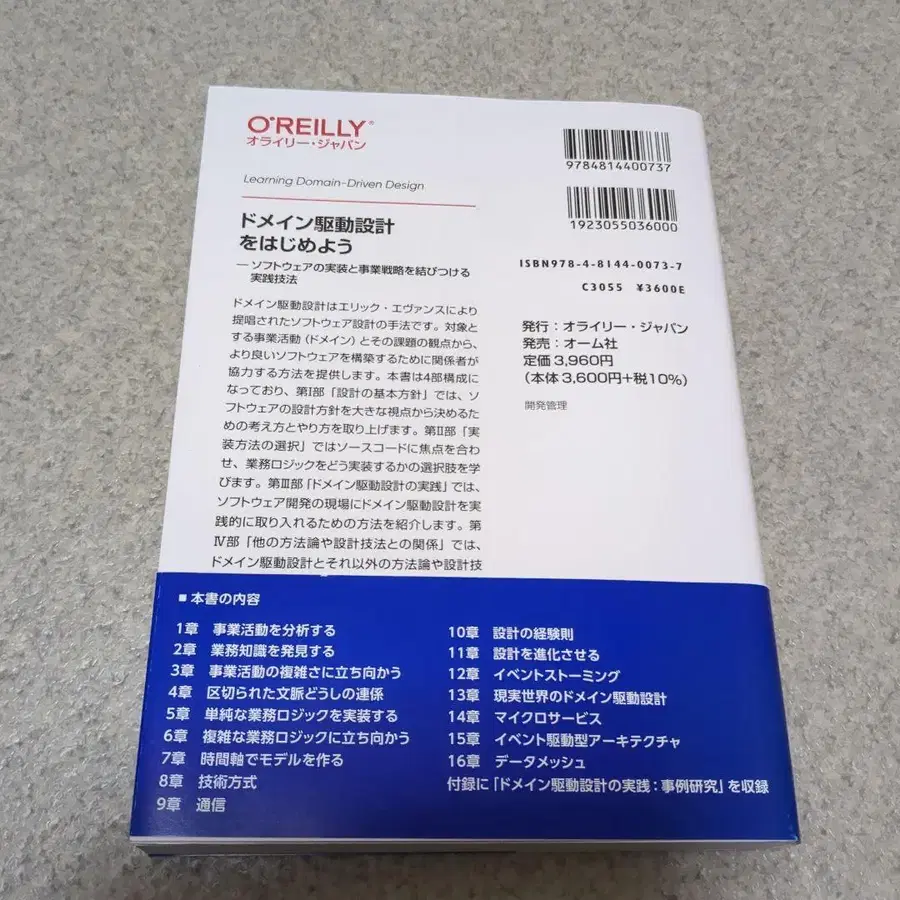 O'REILLY®
オライリー・ジャパン
Learning Domain-Driven Design
ドメイン駆動設計
をはじめよう
―ソフトウェアの実装と事業戦略を結びつける
実践技法
ドメイン駆動設計はエリック・エヴァンスにより
提唱されたソフトウェア設計の手法です。対象と
する事業活動(ドメイン)とその課題の観点から、
より良いソフトウェアを構築するために関係者が
協力する方法を提供します。本書は4部構成に
なっており、第Ⅰ部「設計の基本方針」では、ソ
フトウェアの設計方針を大きな視点から決めるた
めの考え方とやり方を取り上げます。第Ⅱ部「実
装方法の選択」ではソースコードに焦点を合わ
せ、業務ロジックをどう実装するかの選択肢を学
びます。第Ⅲ部「ドメイン駆動設計の実践」では、
ソフトウェア開発の現場にドメイン駆動設計を実
践的に取り入れるための方法を紹介します。第
Ⅳ部「他の方法論や設計技法との関係」では、
ドメイン駆動設計とそれ以外の方法論や設計技
9784814400737
1923055036000
ISBN978-4-8144-0073-7
C3055 ¥3600E
発行:オライリー・ジャパン
発売:オーム社
定価3,960円
(本体3,600円+税10%)
開発管理
■本書の内容
1章 事業活動を分析する
2章 業務知識を発見する
3章 事業活動の複雑さに立ち向かう
4章 区切られた文脈どうしの連係
5章 単純な業務ロジックを実装する
6章 複雑な業務ロジックに立ち向かう
7章 時間軸でモデルを作る
8章 技術方式
9章 通信
10章 設計の経験則
11章 設計を進化させる
12章 イベントストーミング
13章 現実世界のドメイン駆動設計
14章 マイクロサービス
15章 イベント駆動型アーキテクチャ
16章 データメッシュ
付録に「ドメイン駆動設計の実践:事例研究」を収録